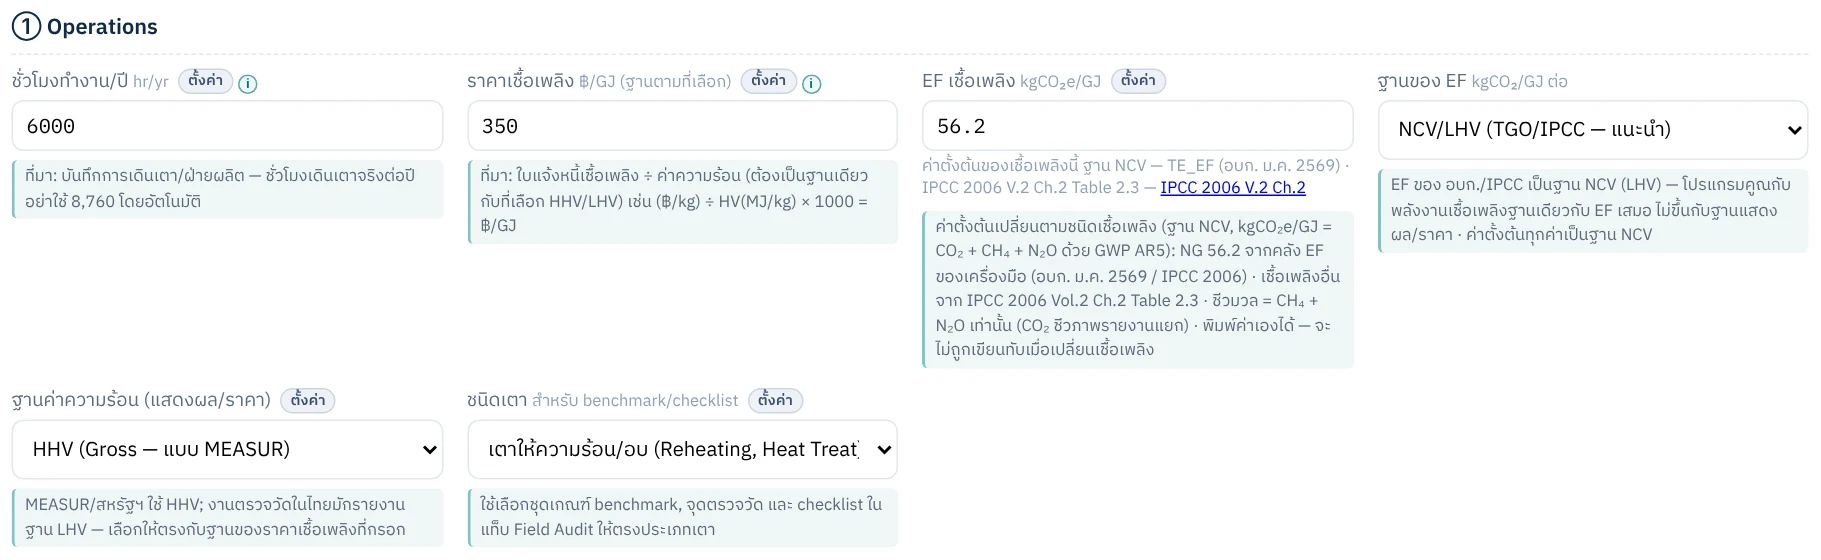 ① Operations
ชั่วโมงทำงาน/ปี hr/yr ตั้งค่า i
6000
ที่มา: บันทึกการเดินเตา/ฝ่ายผลิต — ชั่วโมงเดินเตาจริงต่อปี
อย่าใช้ 8,760 โดยอัตโนมัติ
ราคาเชื้อเพลิง ฿/GJ (ฐานตามที่เลือก) ตั้งค่า i
350
ที่มา: ใบแจ้งหนี้เชื้อเพลิง ÷ ค่าความร้อน (ต้องเป็นฐานเดียว
กับที่เลือก HHV/LHV) เช่น (฿/kg) ÷ HV(MJ/kg) × 1000 =
฿/GJ
EF เชื้อเพลิง kgCO₂e/GJ ตั้งค่า
56.2
ค่าตั้งต้นของเชื้อเพลิงนี้ ฐาน NCV — TE_EF (อบก. ม.ค. 2569) ·
IPCC 2006 V.2 Ch.2 Table 2.3 — IPCC 2006 V.2 Ch.2
ค่าตั้งต้นเปลี่ยนตามชนิดเชื้อเพลิง (ฐาน NCV, kgCO₂e/GJ =
CO₂ + CH₄ + N₂O ด้วย GWP AR5): NG 56.2 จากคลัง EF
ของเครื่องมือ (อบก. ม.ค. 2569 / IPCC 2006) · เชื้อเพลิงอื่น
จาก IPCC 2006 Vol.2 Ch.2 Table 2.3 · ชีวมวล = CH₄ +
N₂O เท่านั้น (CO₂ ชีวภาพรายงานแยก) · พิมพ์ค่าเองได้ — จะ
ไม่ถูกเขียนทับเมื่อเปลี่ยนเชื้อเพลิง
ฐานของ EF kgCO₂/GJ ต่อ
NCV/LHV (TGO/IPCC — แนะนำ)
EF ของ อบก./IPCC เป็นฐาน NCV (LHV) — โปรแกรมคูณกับ
พลังงานเชื้อเพลิงฐานเดียวกับ EF เสมอ ไม่ขึ้นกับฐานแสดง
ผล/ราคา · ค่าตั้งต้นทุกค่าเป็นฐาน NCV
ฐานค่าความร้อน (แสดงผล/ราคา) ตั้งค่า
HHV (Gross — แบบ MEASUR)
MEASUR/สหรัฐฯ ใช้ HHV; งานตรวจวัดในไทยมักรายงาน
ฐาน LHV — เลือกให้ตรงกับฐานของราคาเชื้อเพลิงที่กรอก
ชนิดเตา สำหรับ benchmark/checklist ตั้งค่า
เตาให้ความร้อน/อบ (Reheating, Heat Treat
ใช้เลือกชุดเกณฑ์ benchmark, จุดตรวจวัด และ checklist ใน
แท็บ Field Audit ให้ตรงประเภทเตา